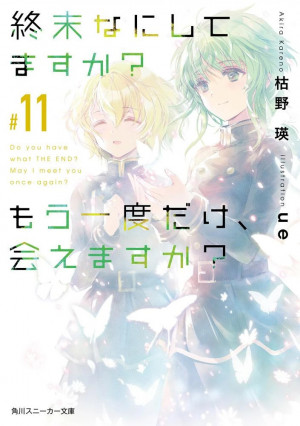 終末なにして
ますか？
#11
Do you have
what THE END?
May I meet you
once again?
もう一度だけ、
会えますか？
Akira Kareno
枯野 瑛
Illustration
ue
角川スニーカー文庫